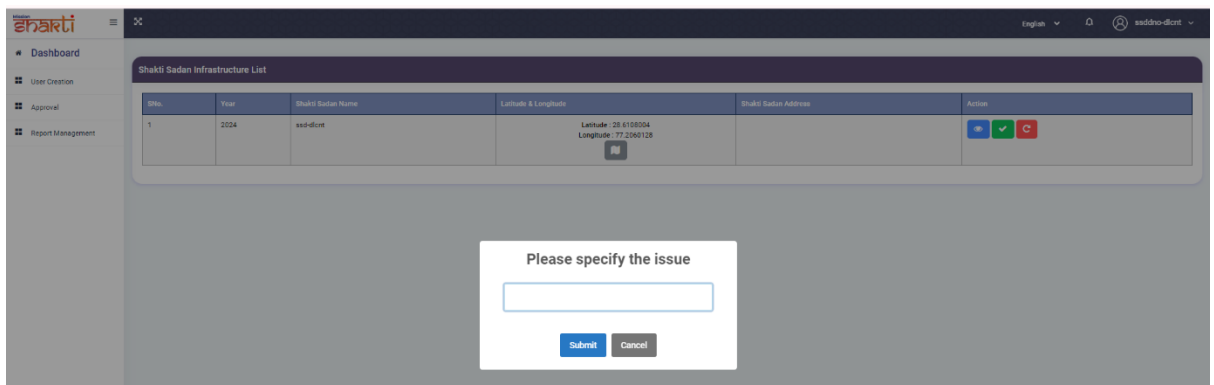 Mission
Shakti
English
ssddno-dlcnt
Dashboard
User Creation
Approval
Report Management
Shakti Sadan Infrastructure List
SNo. Year Shakti Sadan Name Latitude & Longitude Shakti Sadan Address Action
1 2024 ssd-dlcnt Latitude : 28.6108004
Longitude : 77.2060128
Please specify the issue
Submit Cancel